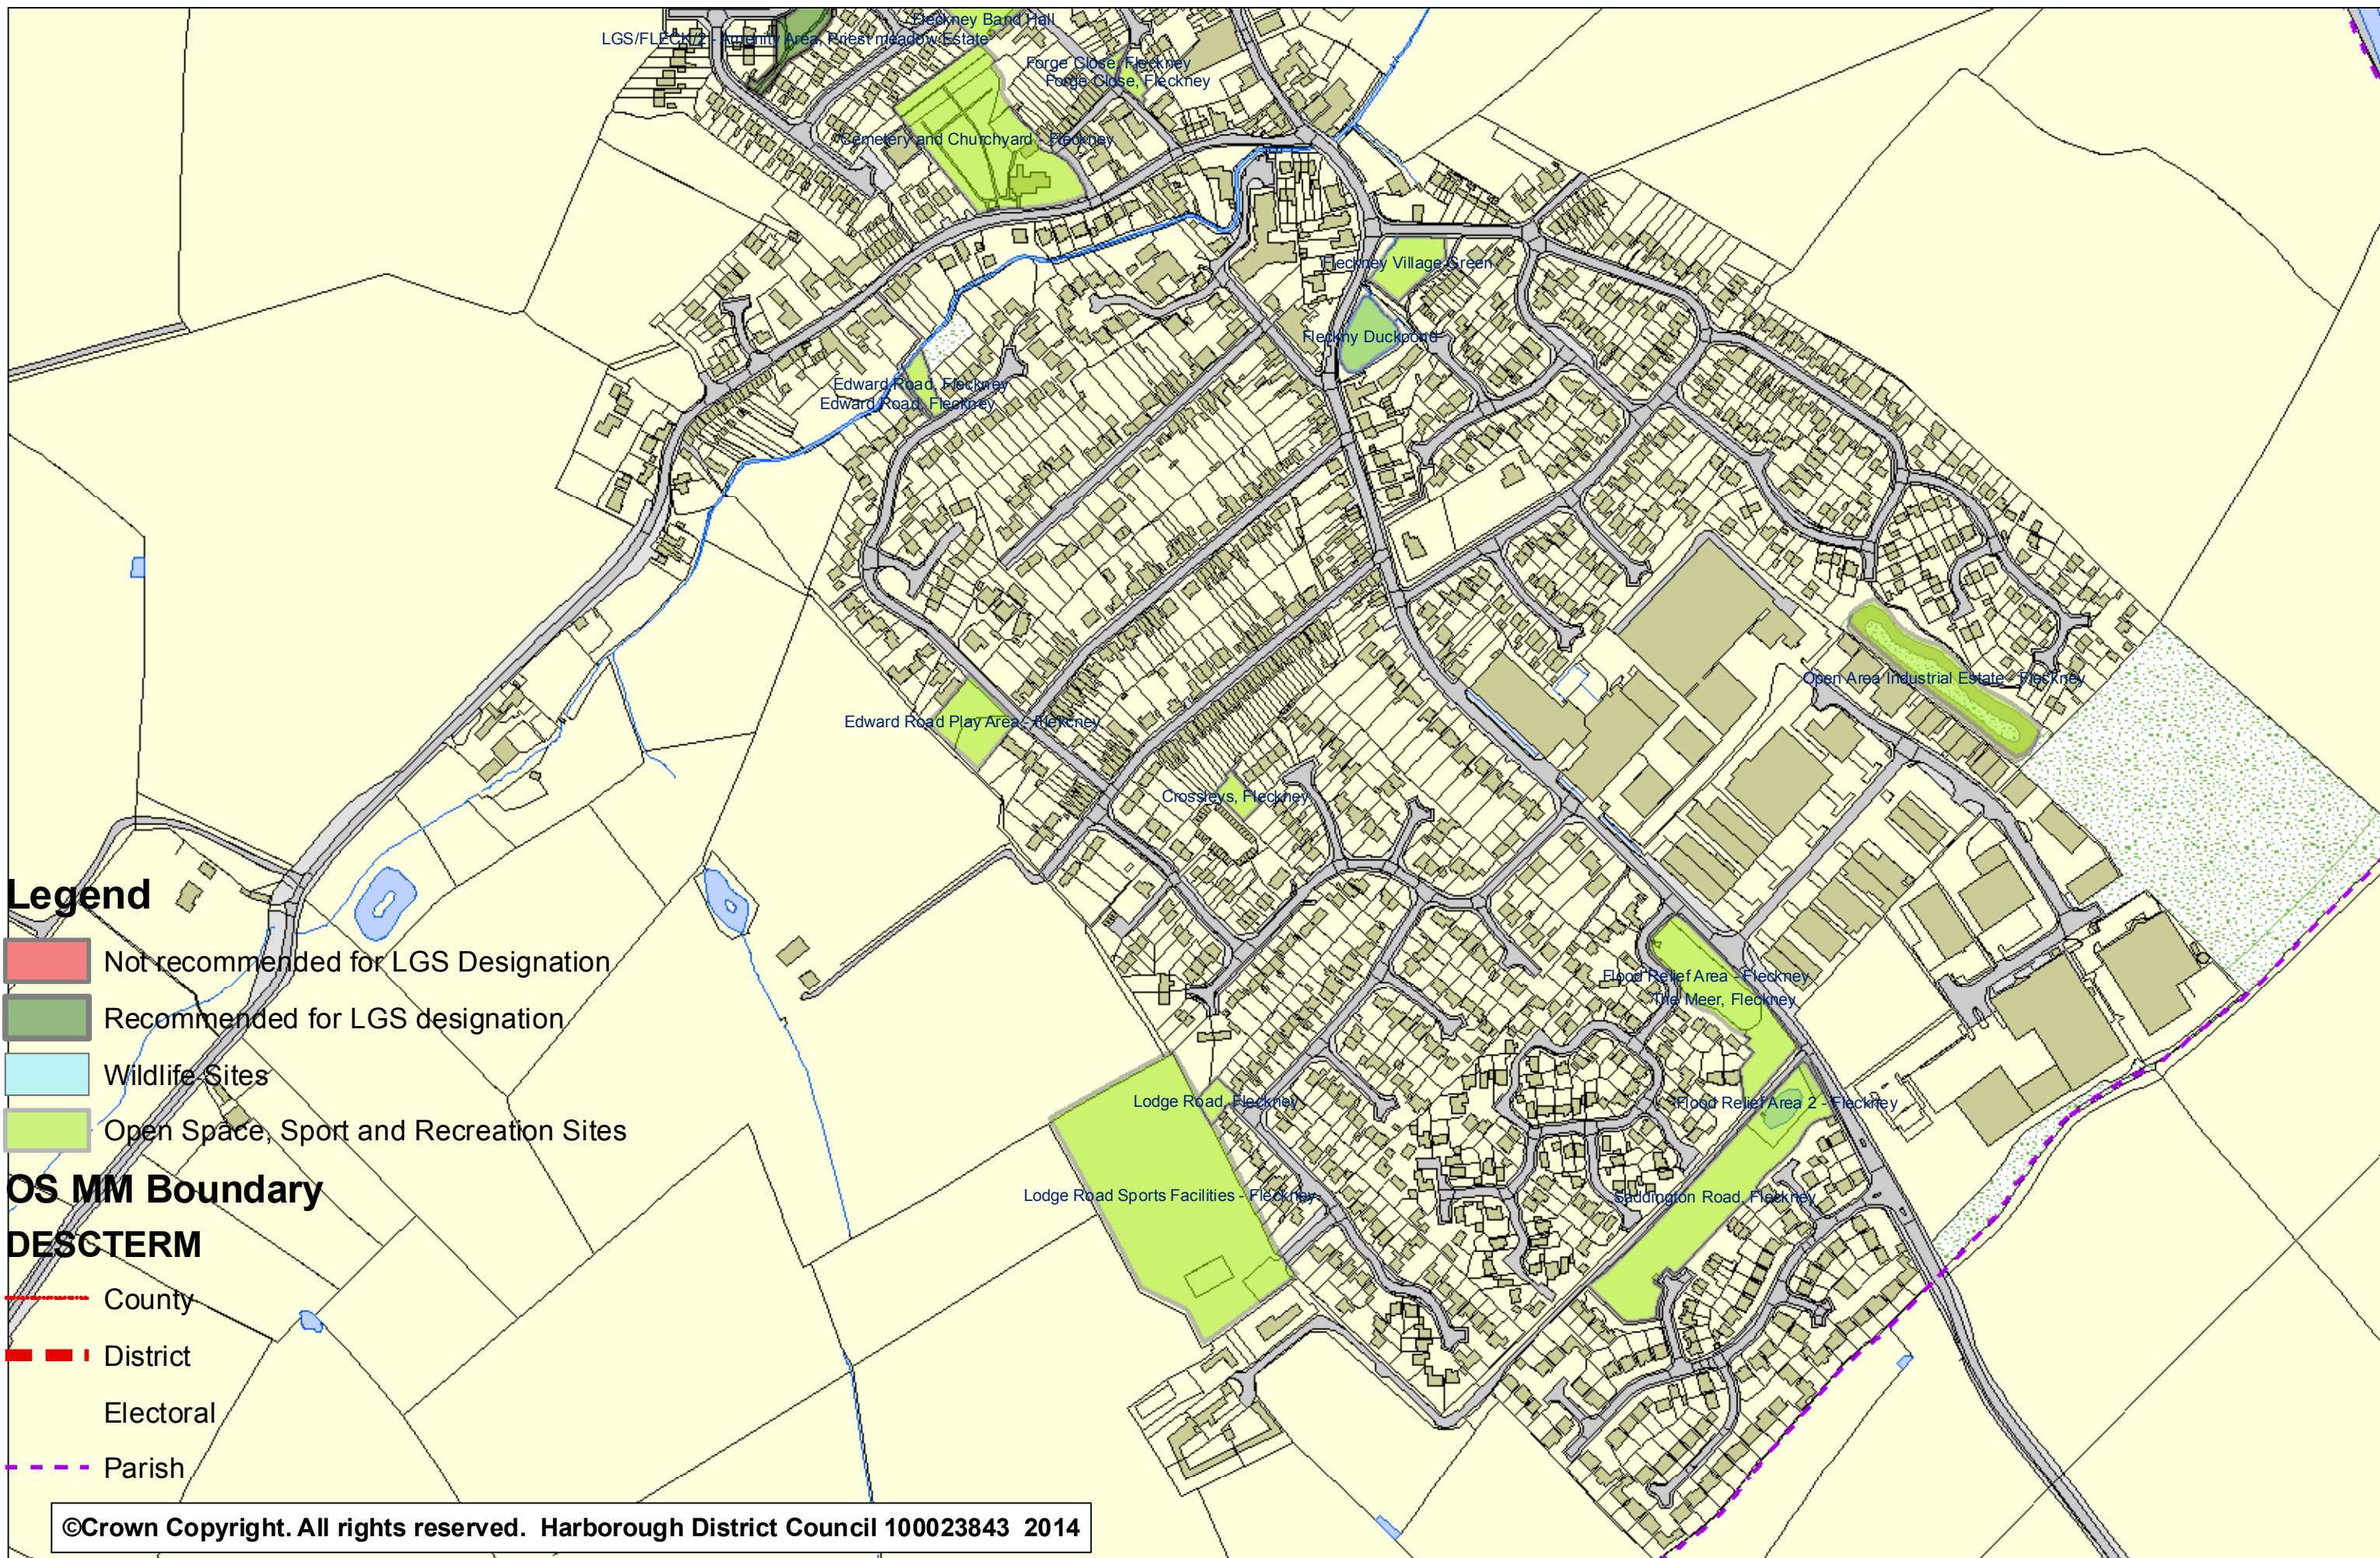 Fleckney Band Hall
LGS/FLECK/2 - Amenity Area, Priest meadow Estate
Forge Close, Fleckney
Forge Close, Fleckney
Cemetery and Churchyard - Fleckney
Fleckney Village Green
Fleckny Duckpond
Edward Road, Fleckney
Edward Road, Fleckney
Open Area Industrial Estate - Fleckney
Edward Road Play Area - Flekcney
Crossleys, Fleckney
Flood Relief Area - Fleckney
The Meer, Fleckney
Lodge Road, Fleckney
Flood Relief Area 2 - Fleckney
Lodge Road Sports Facilities - Fleckney
Saddington Road, Fleckney
Legend
Not recommended for LGS Designation
Recommended for LGS designation
Wildlife Sites
Open Space, Sport and Recreation Sites
OS MM Boundary
DESCTERM
County
District
Electoral
Parish
©Crown Copyright. All rights reserved. Harborough District Council 100023843 2014